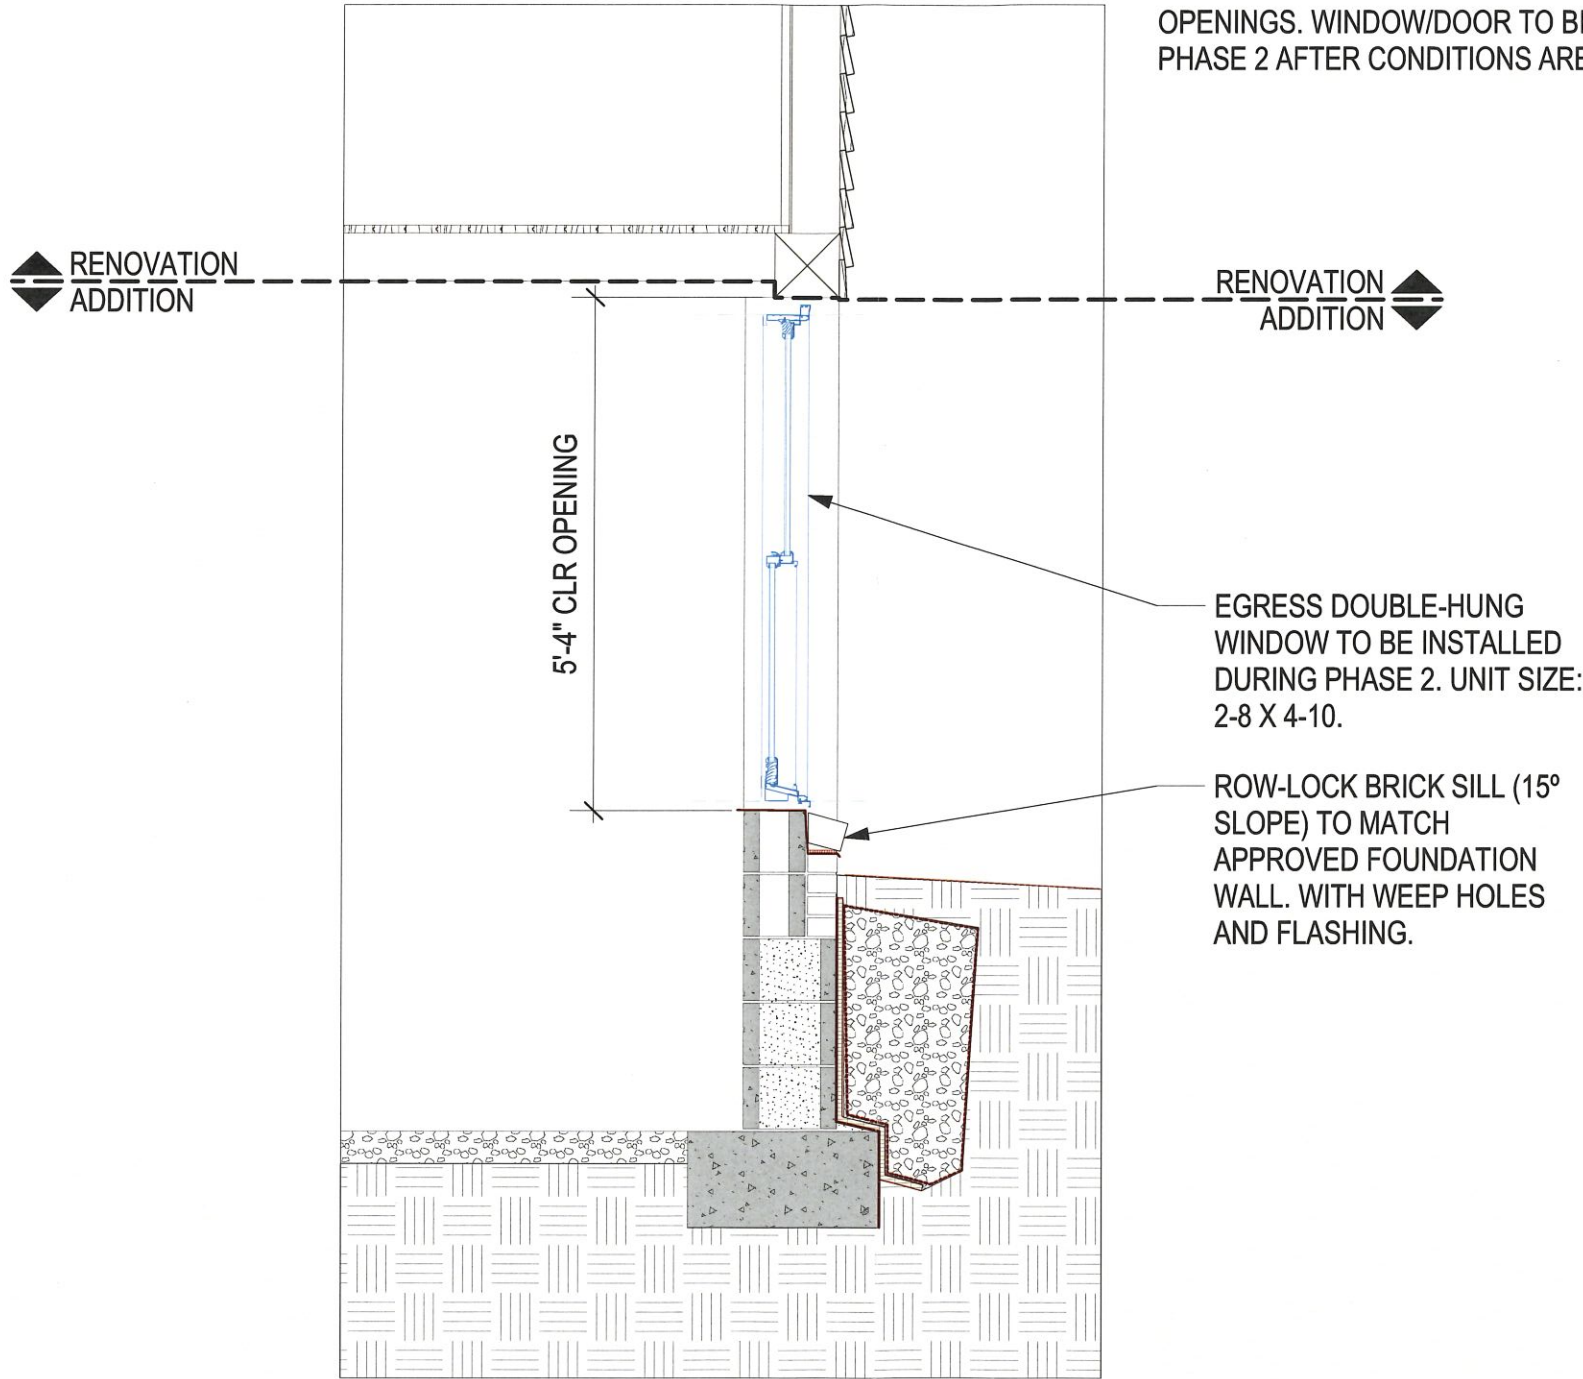 OPENINGS. WINDOW/DOOR TO BE
PHASE 2 AFTER CONDITIONS ARE
RENOVATION
ADDITION
RENOVATION
ADDITION
5'-4" CLR OPENING
EGRESS DOUBLE-HUNG
WINDOW TO BE INSTALLED
DURING PHASE 2. UNIT SIZE:
2-8 X 4-10.
ROW-LOCK BRICK SILL (15º
SLOPE) TO MATCH
APPROVED FOUNDATION
WALL. WITH WEEP HOLES
AND FLASHING.